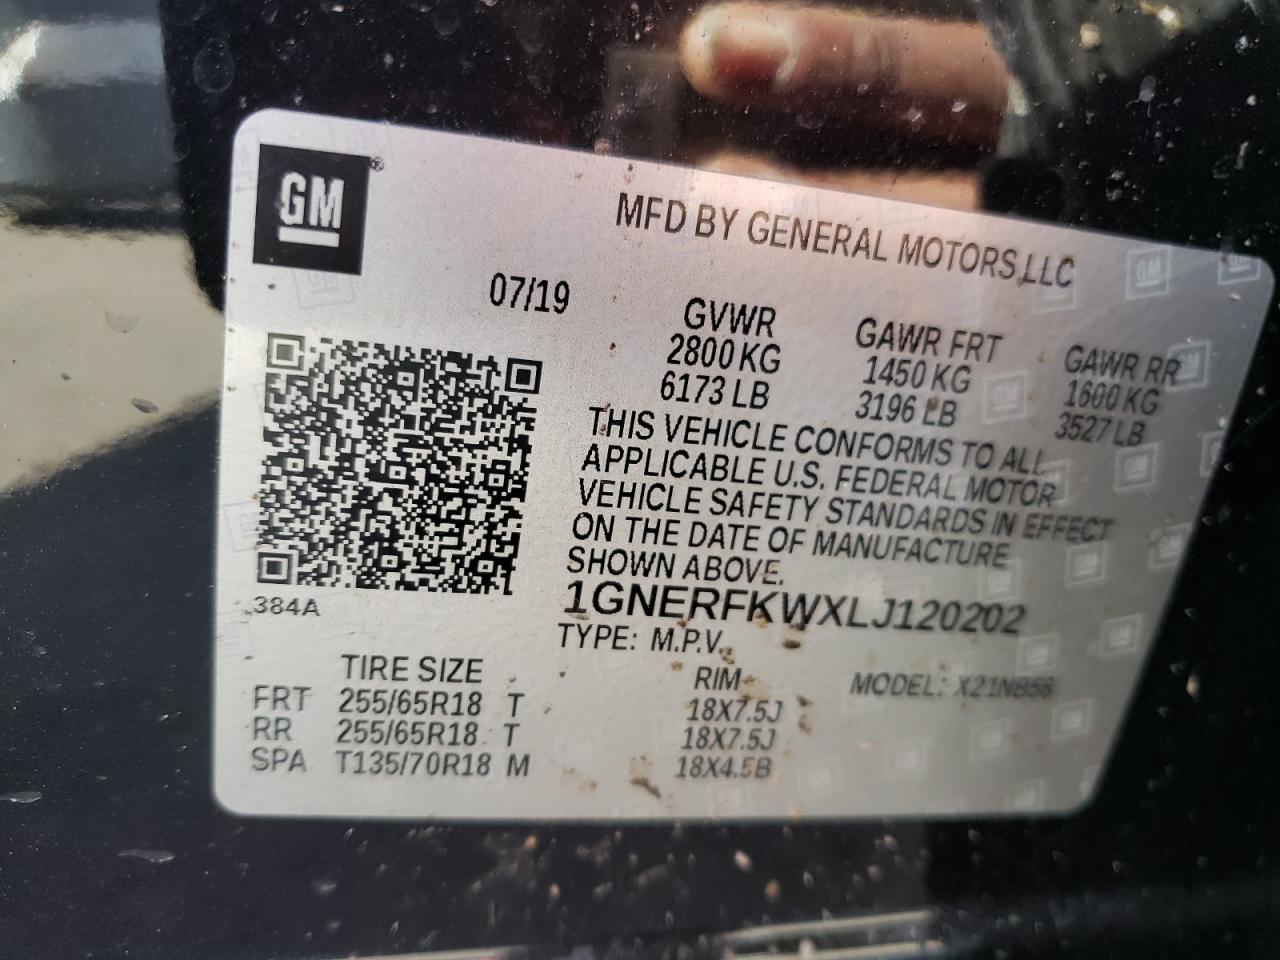 GM
MFD BY GENERAL MOTORS LLC
07/19
GVWR GAWR FRT GAWR RR
2800 KG 1450 KG 1600 KG
6173 LB 3196 LB 3527 LB
THIS VEHICLE CONFORMS TO ALL
APPLICABLE U.S. FEDERAL MOTOR
VEHICLE SAFETY STANDARDS IN EFFECT
ON THE DATE OF MANUFACTURE
SHOWN ABOVE.
1GNERFKWXLJ120202
384A
TYPE: M.P.V.
MODEL: X21NB56
TIRE SIZE RIM
FRT 255/65R18 T 18X7.5J
RR 255/65R18 T 18X7.5J
SPA T135/70R18 M 18X4.5B